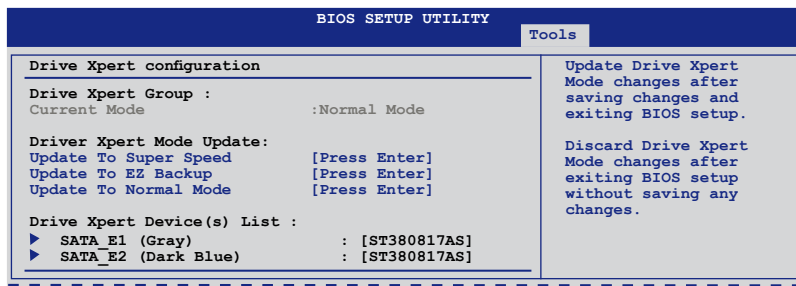 BIOS SETUP UTILITY
Tools
Drive Xpert configuration
Drive Xpert Group :
Current Mode :Normal Mode
Driver Xpert Mode Update:
Update To Super Speed [Press Enter]
Update To EZ Backup [Press Enter]
Update To Normal Mode [Press Enter]
Drive Xpert Device(s) List :
SATA_E1 (Gray) : [ST380817AS]
SATA_E2 (Dark Blue) : [ST380817AS]
Update Drive Xpert
Mode changes after
saving changes and
exiting BIOS setup.
Discard Drive Xpert
Mode changes after
exiting BIOS setup
without saving any
changes.